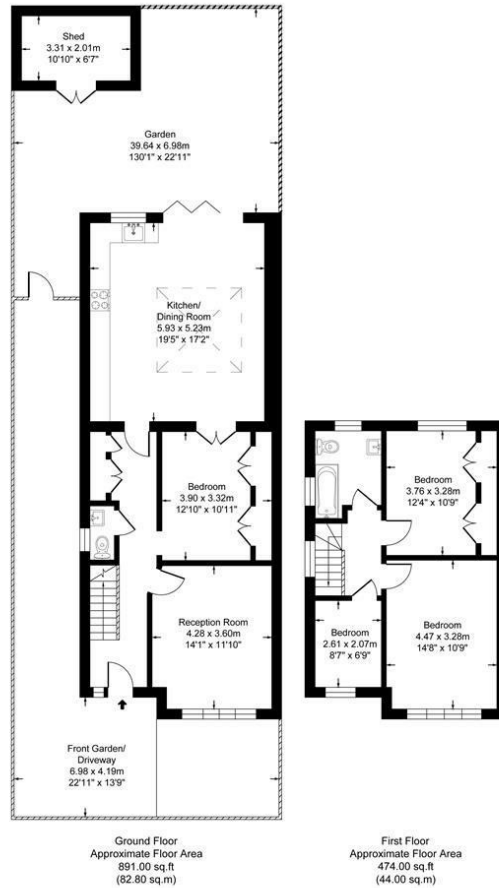 Shed
3.31 x 2.01m
10'10" x 6'7"
Garden
39.64 x 6.98m
130'1" x 22'11"
Kitchen/
Dining Room
5.93 x 5.23m
19'5" x 17'2"
Bedroom
3.90 x 3.32m
12'10" x 10'11"
Reception Room
4.28 x 3.60m
14'1" x 11'10"
Front Garden/
Driveway
6.98 x 4.19m
22'11" x 13'9"
Ground Floor
Approximate Floor Area
891.00 sq.ft
(82.80 sq.m)
Bedroom
3.76 x 3.28m
12'4" x 10'9"
Bedroom
2.61 x 2.07m
8'7" x 6'9"
Bedroom
4.47 x 3.28m
14'8" x 10'9"
First Floor
Approximate Floor Area
474.00 sq.ft
(44.00 sq.m)